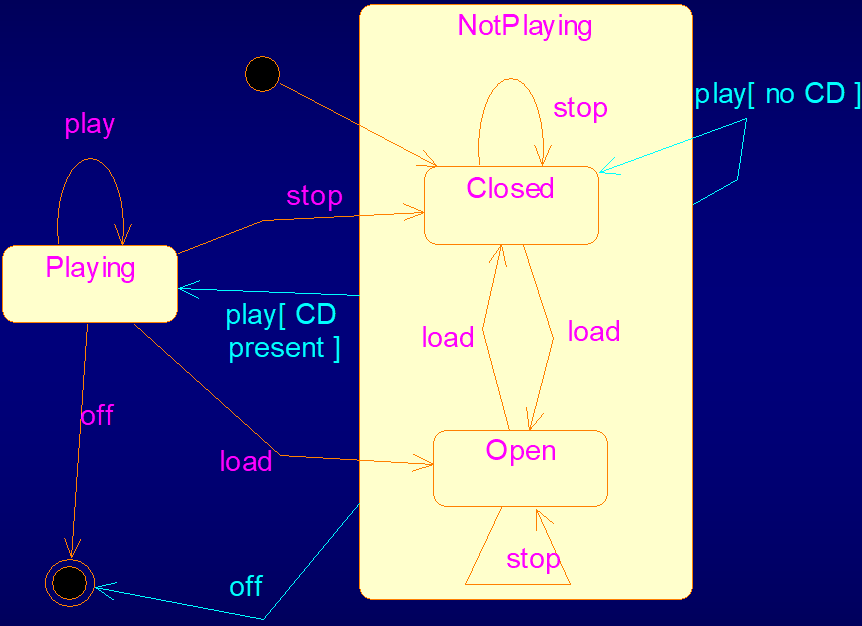 NotPlaying
play[ no CD ]
stop
play
Closed
stop
Playing
play[ CD
present ]
load
load
off
Open
load
stop
off